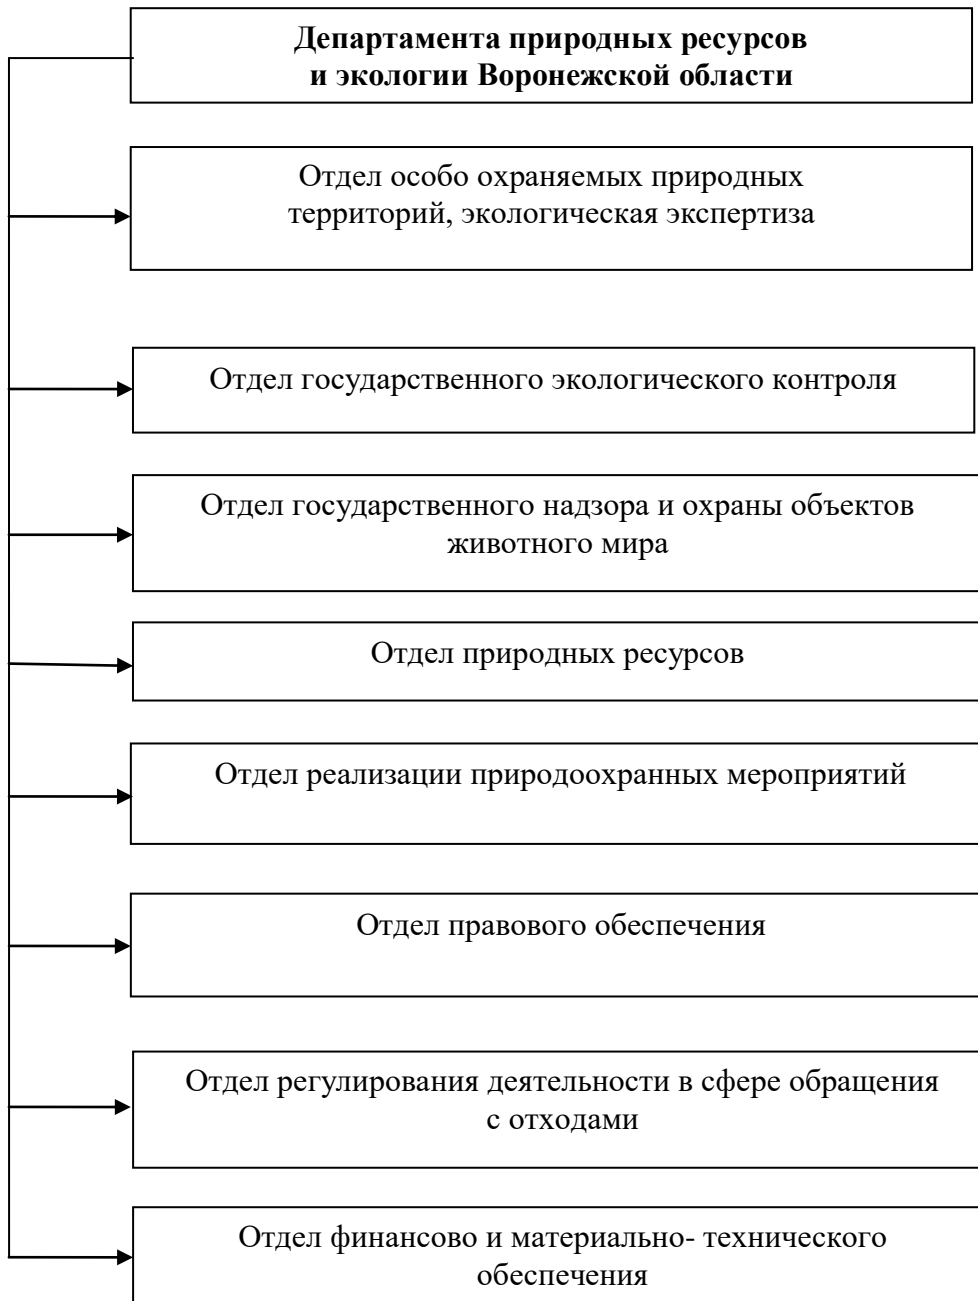 Департамента природных ресурсов
и экологии Воронежской области
Отдел особо охраняемых природных
территорий, экологическая экспертиза
Отдел государственного экологического контроля
Отдел государственного надзора и охраны объектов
животного мира
Отдел природных ресурсов
Отдел реализации природоохранных мероприятий
Отдел правового обеспечения
Отдел регулирования деятельности в сфере обращения
с отходами
Отдел финансово и материально- технического
обеспечения